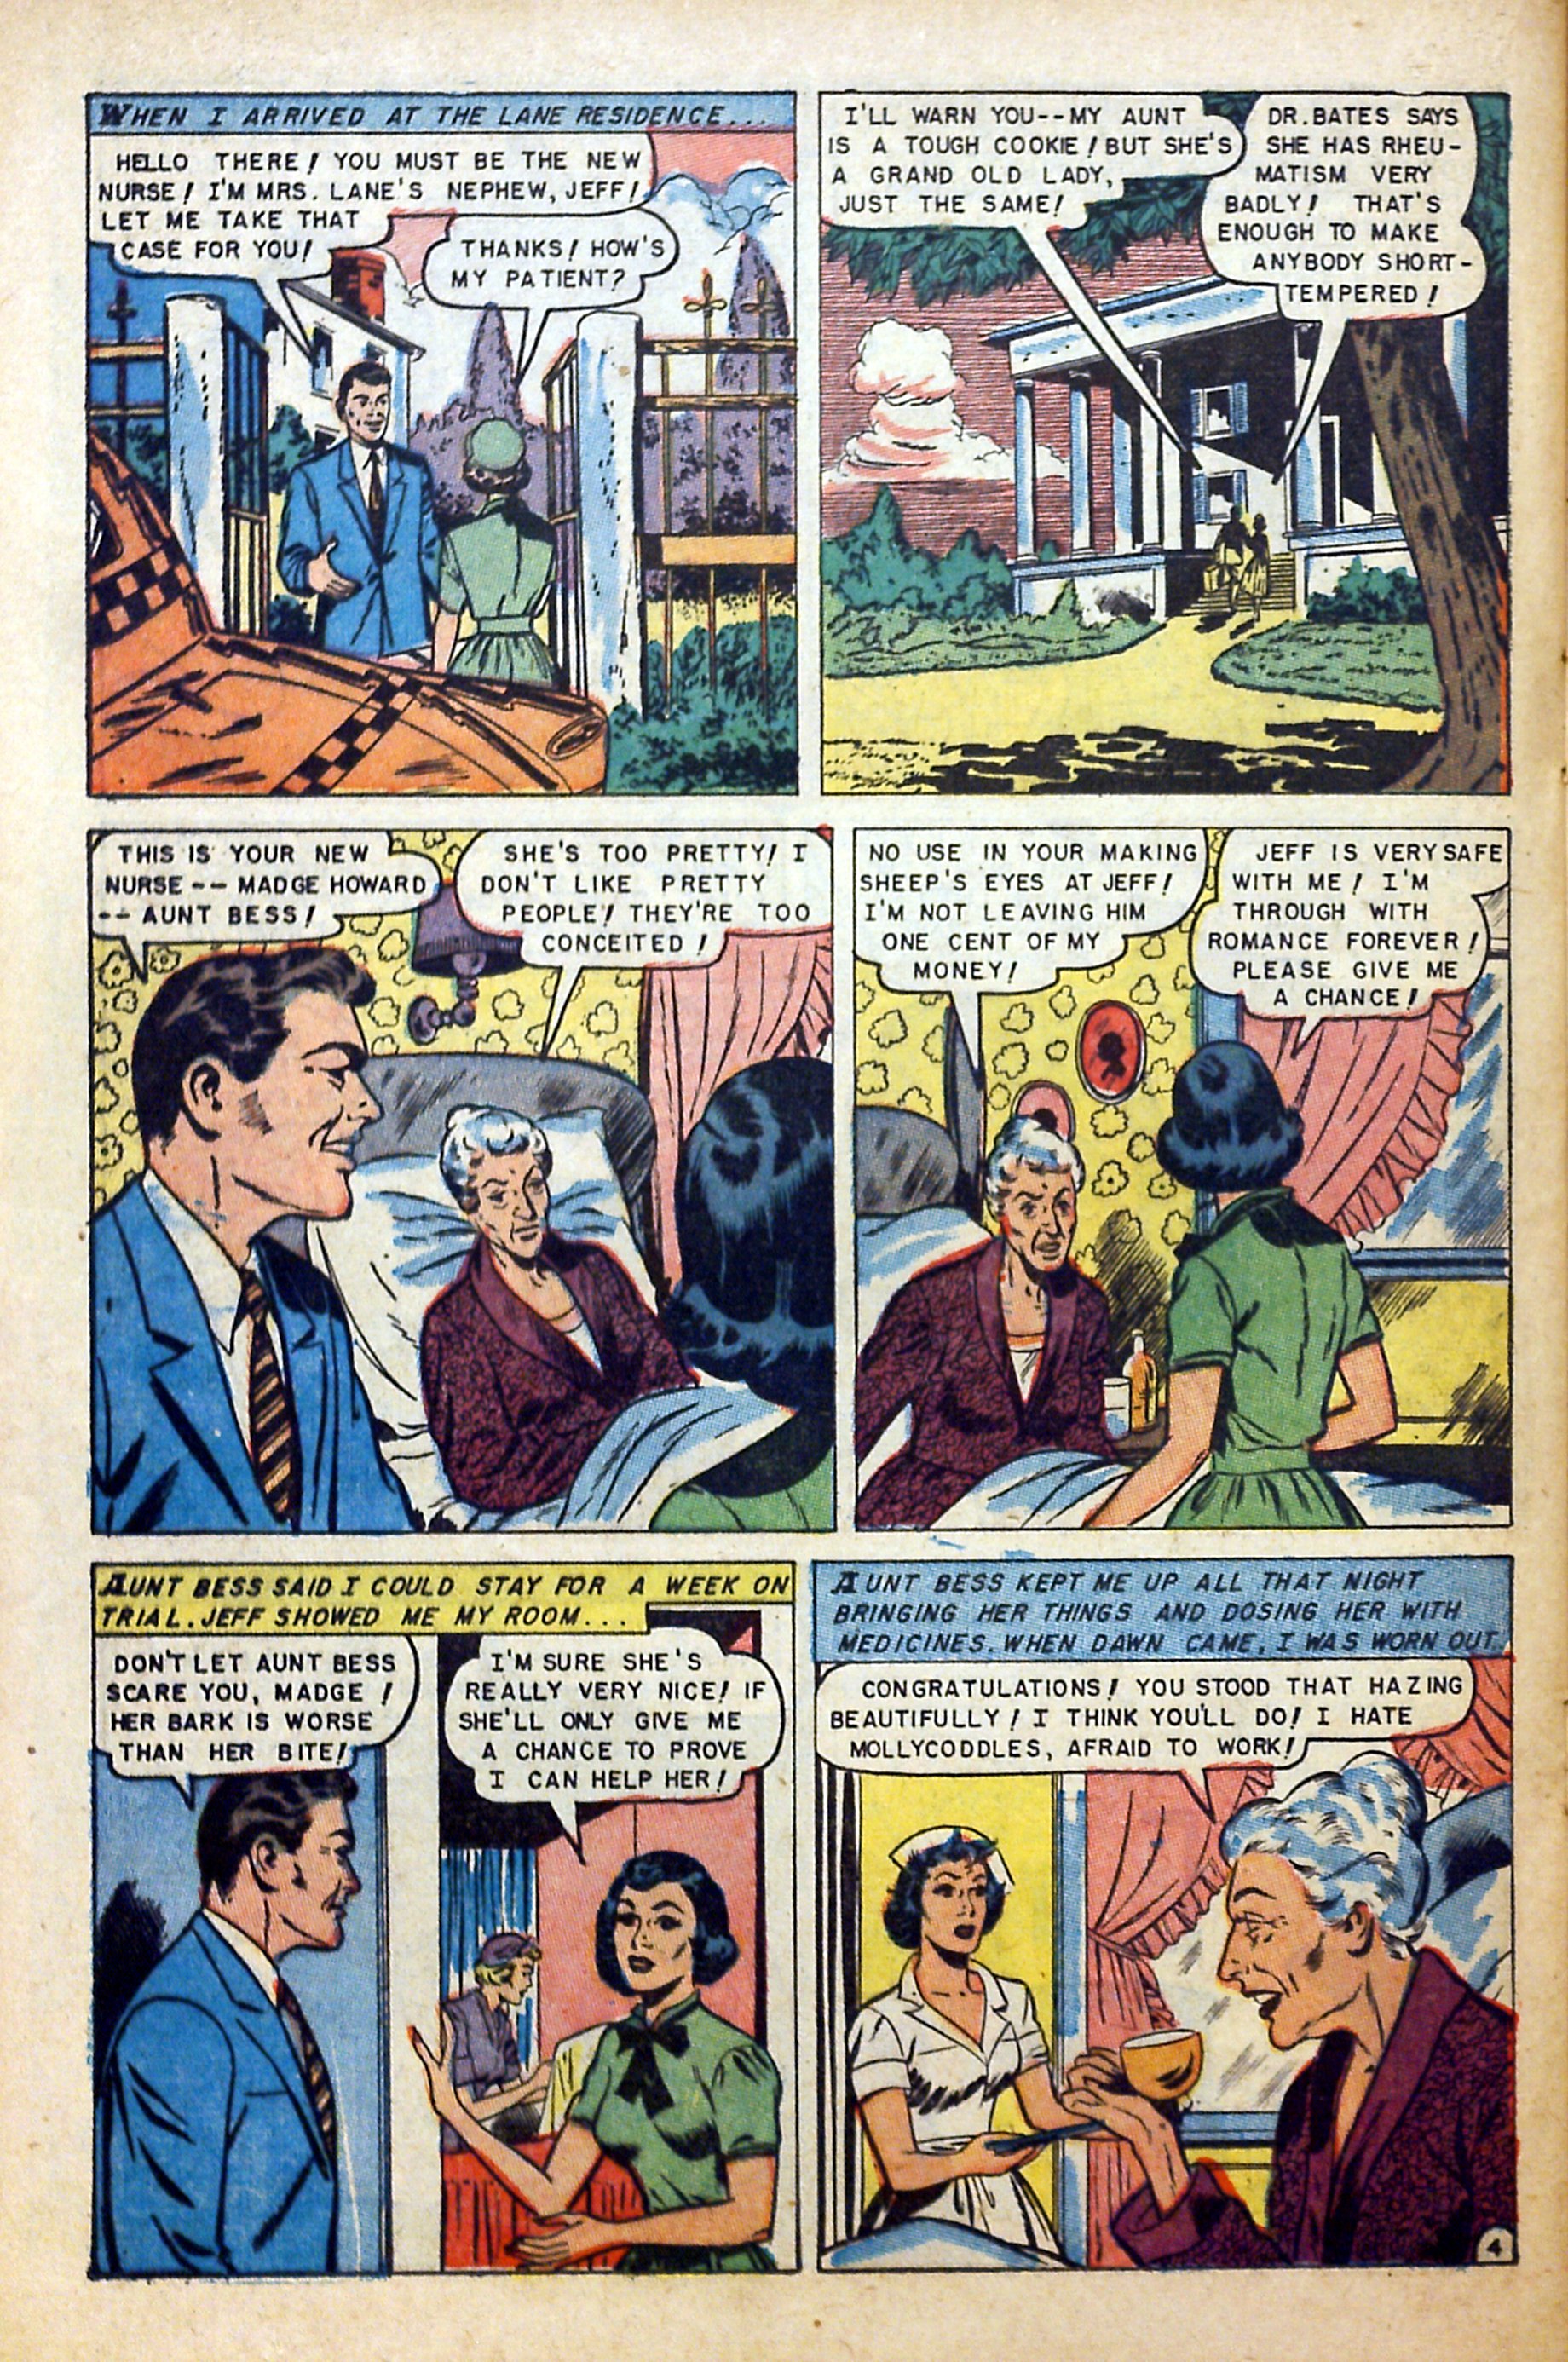 WHEN I ARRIVED AT THE LANE RESIDENCE...
HELLO THERE! YOU MUST BE THE NEW
NURSE! I'M MRS. LANE'S NEPHEW, JEFF!
LET ME TAKE THAT
CASE FOR YOU!
THANKS! HOW'S
MY PATIENT?
I'LL WARN YOU--MY AUNT
IS A TOUGH COOKIE! BUT SHE'S
A GRAND OLD LADY,
JUST THE SAME!
DR. BATES SAYS
SHE HAS RHEU-
MATISM VERY
BADLY! THAT'S
ENOUGH TO MAKE
ANYBODY SHORT-
TEMPERED!
THIS IS YOUR NEW
NURSE -- MADGE HOWARD
-- AUNT BESS!
SHE'S TOO PRETTY! I
DON'T LIKE PRETTY
PEOPLE! THEY'RE TOO
CONCEITED!
NO USE IN YOUR MAKING
SHEEP'S EYES AT JEFF!
I'M NOT LEAVING HIM
ONE CENT OF MY
MONEY!
JEFF IS VERY SAFE
WITH ME! I'M
THROUGH WITH
ROMANCE FOREVER!
PLEASE GIVE ME
A CHANCE!
AUNT BESS SAID I COULD STAY FOR A WEEK ON
TRIAL. JEFF SHOWED ME MY ROOM...
DON'T LET AUNT BESS
SCARE YOU, MADGE!
HER BARK IS WORSE
THAN HER BITE!
I'M SURE SHE'S
REALLY VERY NICE! IF
SHE'LL ONLY GIVE ME
A CHANCE TO PROVE
I CAN HELP HER!
AUNT BESS KEPT ME UP ALL THAT NIGHT
BRINGING HER THINGS AND DOSING HER WITH
MEDICINES. WHEN DAWN CAME, I WAS WORN OUT.
CONGRATULATIONS! YOU STOOD THAT HAZING
BEAUTIFULLY! I THINK YOU'LL DO! I HATE
MOLLYCODDLES, AFRAID TO WORK!
4